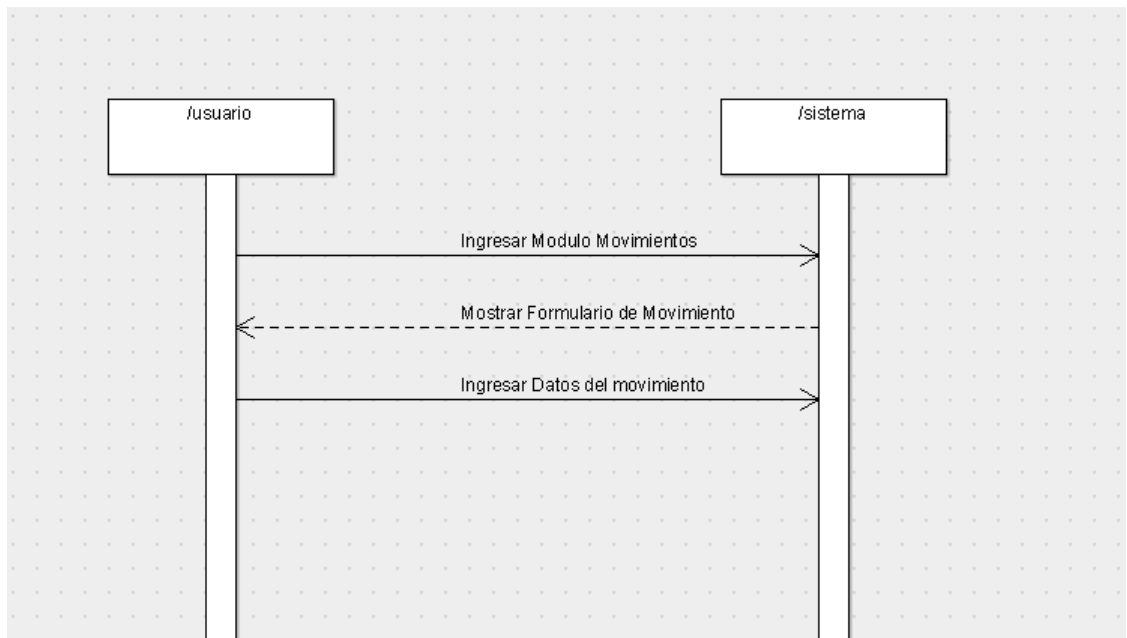 /usuario
/sistema
Ingresar Modulo Movimientos
Mostrar Formulario de Movimiento
Ingresar Datos del movimiento